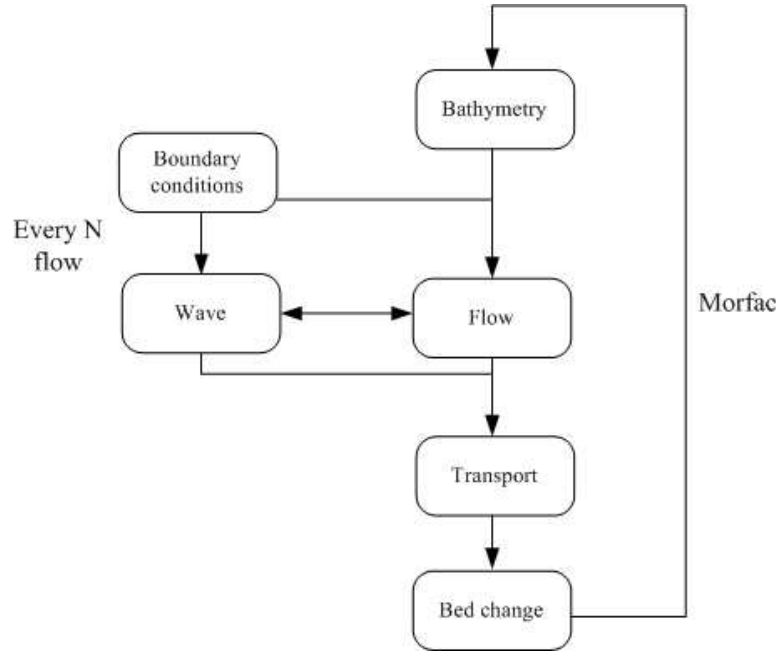 Bathymetry
Boundary
conditions
Every N
flow
Wave
Flow
Morfac
Transport
Bed change